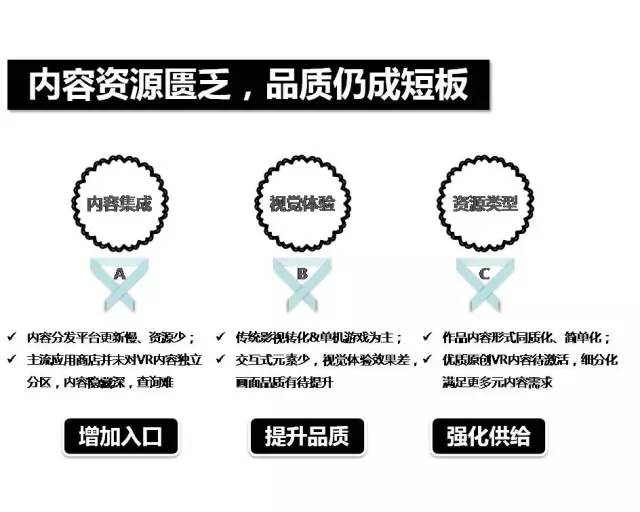 内容资源匮乏，品质仍成短板
内容集成
视觉体验
资源类型
A
B
C
✓ 内容分发平台更新慢、资源少；
✓ 主流应用商店并未对VR内容独立
分区，内容隐藏深，查询难
✓ 传统影视转化&单机游戏为主；
✓ 交互式元素少，视觉体验效果差，
画面品质有待提升
✓ 作品内容形式同质化、简单化；
✓ 优质原创VR内容待激活，细分化
满足更多元内容需求
增加入口
提升品质
强化供给